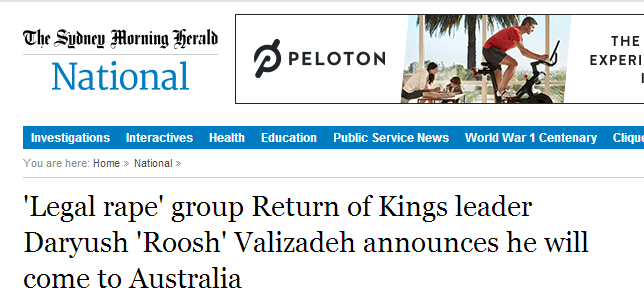 The Sydney Morning Herald
National
PELOTON
THE
EXPERI
Investigations Interactives Health Education Public Service News World War 1 Centenary Clique
You are here: Home » National »
'Legal rape' group Return of Kings leader
Daryush 'Roosh' Valizadeh announces he will
come to Australia